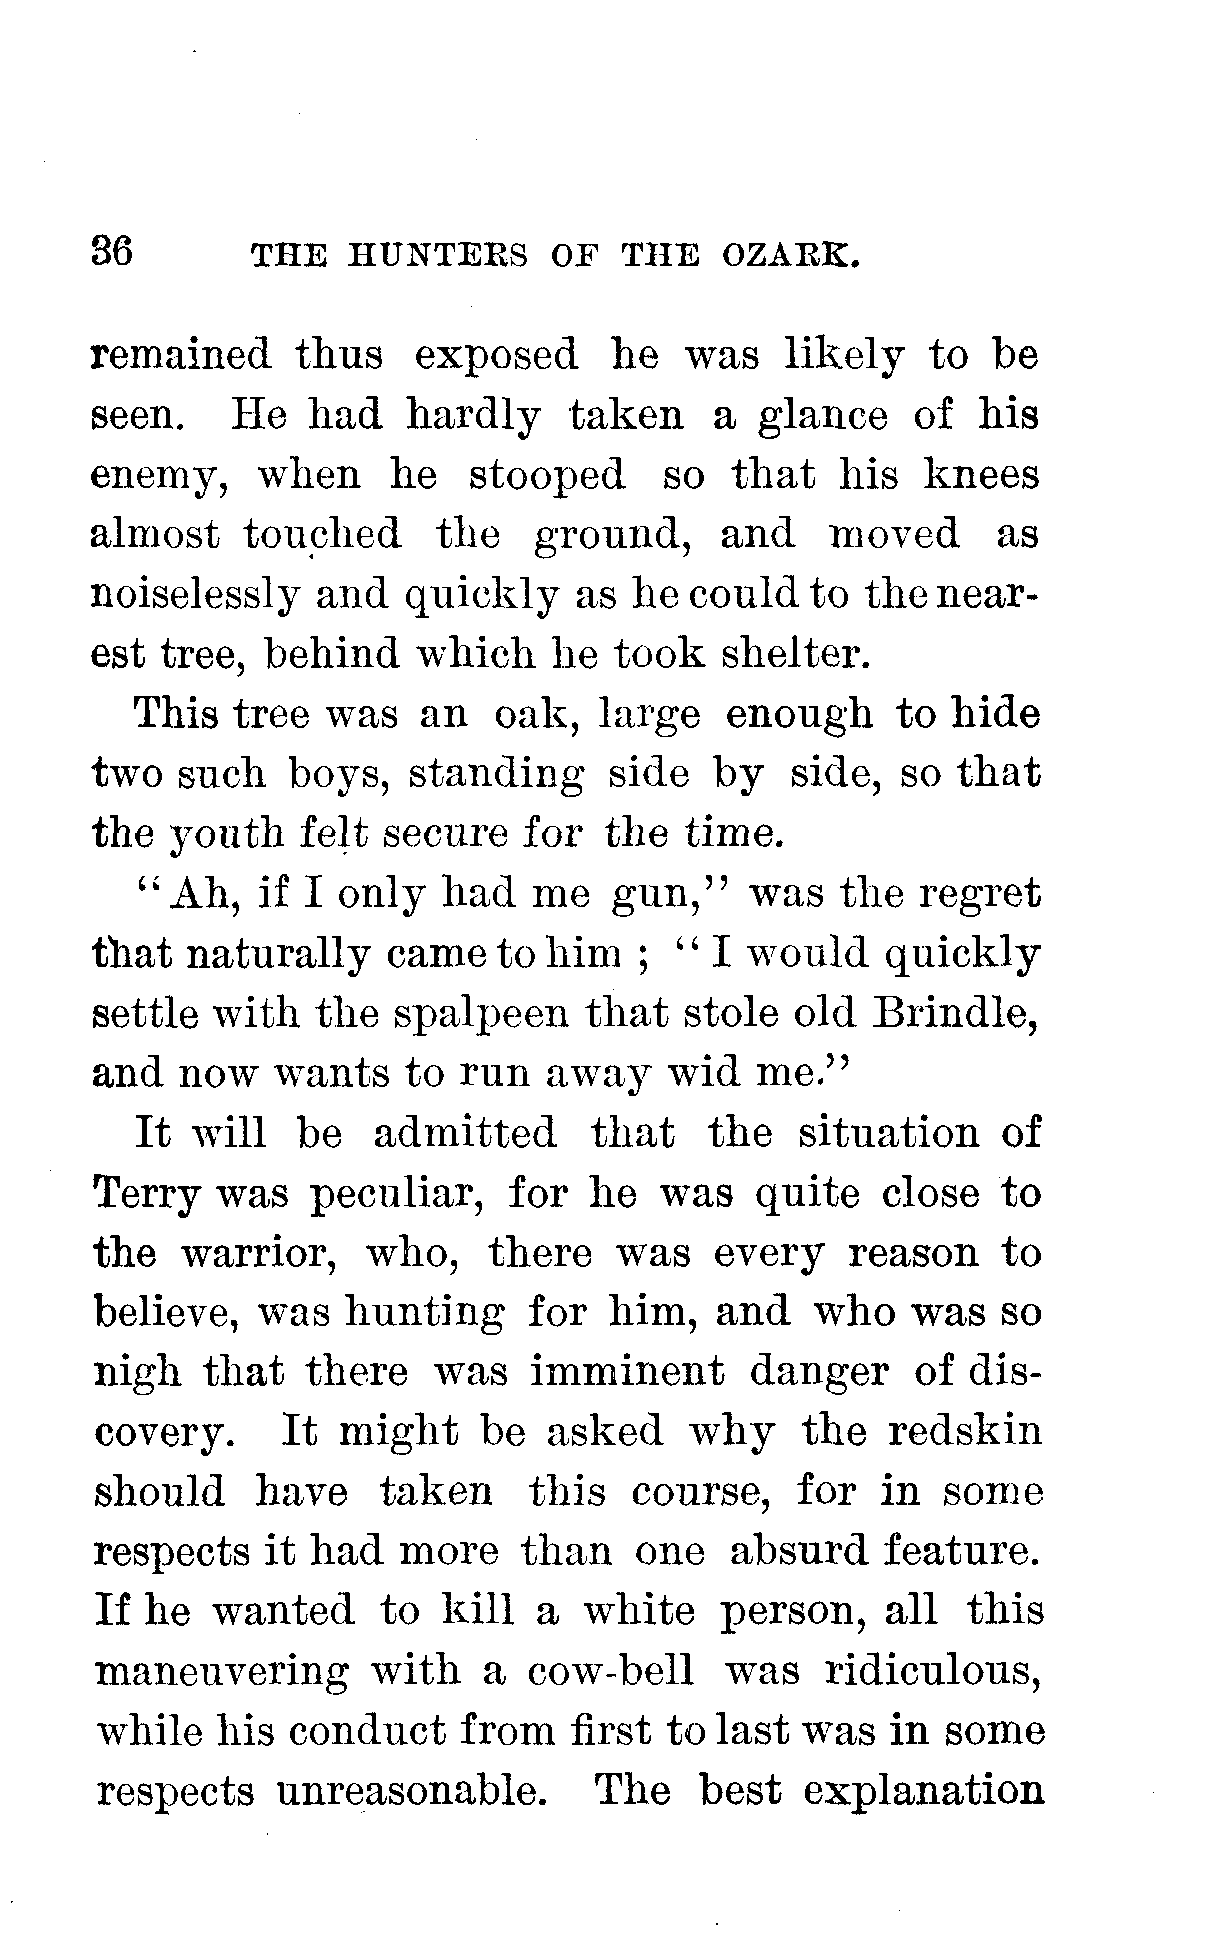 36 THE HUNTERS OF THE OZARK.
remained thus exposed he was likely to be
seen. He had hardly taken a glance of his
enemy, when he stooped so that his knees
almost touched the ground, and moved as
noiselessly and quickly as he could to the near-
est tree, behind which he took shelter.
This tree was an oak, large enough to hide
two such boys, standing side by side, so that
the youth felt secure for the time.
“Ah, if I only had me gun,” was the regret
that naturally came to him ; “I would quickly
settle with the spalpeen that stole old Brindle,
and now wants to run away wid me.”
It will be admitted that the situation of
Terry was peculiar, for he was quite close to
the warrior, who, there was every reason to
believe, was hunting for him, and who was so
nigh that there was imminent danger of dis-
covery. It might be asked why the redskin
should have taken this course, for in some
respects it had more than one absurd feature.
If he wanted to kill a white person, all this
maneuvering with a cow-bell was ridiculous,
while his conduct from first to last was in some
respects unreasonable. The best explanation